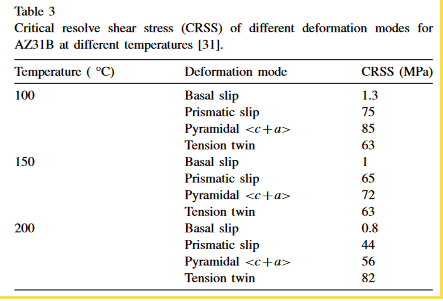 Table 3
Critical resolve shear stress (CRSS) of different deformation modes for
AZ31B at different temperatures [31].
Temperature ( °C) Deformation mode CRSS (MPa)
100 Basal slip 1.3
Prismatic slip 75
Pyramidal <c+a> 85
Tension twin 63
150 Basal slip 1
Prismatic slip 65
Pyramidal <c+a> 72
Tension twin 63
200 Basal slip 0.8
Prismatic slip 44
Pyramidal <c+a> 56
Tension twin 82